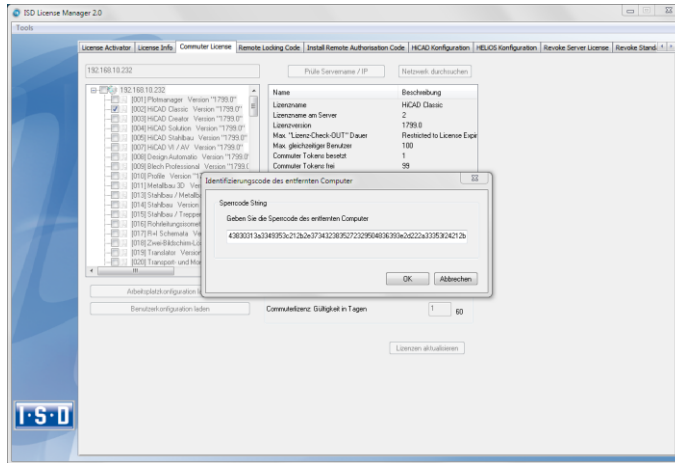 ISD License Manager 2.0
Tools
License Activator License Info Commuter License Remote Locking Code Install Remote Authorisation Code HiCAD Konfiguration HELiOS Konfiguration Revoke Server License Revoke Stand
192.168.10.232 Prüfe Servername / IP Netzwerk durchsuchen
192.168.10.232
[001] Plotmanager Version "1799.0"
[002] HiCAD Classic Version "1799.0"
[003] HiCAD Creator Version "1799.0"
[004] HiCAD Solution Version "1799.0"
[005] HiCAD Stahlbau Version "1799.0"
[007] HiCAD VI / AV Version "1799.0"
[008] Design-Automatio Version "1799.0"
[009] Blech Professional Version "1799.(
[010] Profile Version "17
[011] Metallbau 3D Ver
[013] Stahlbau / Metallb
[014] Stahlbau Version
[015] Stahlbau / Treppe
[016] Rohrleitungsisomet
[017] R+I Schemata Ve
[018] Zwei-Bildschirm-Liz
[019] Translator Version
[020] Transport- und Mo
Name Beschreibung
Lizenzname HiCAD Classic
Lizenzname am Server 2
Lizenzversion 1799.0
Max. "Lizenz-Check-OUT" Dauer Restricted to License Expir
Max. gleichzeitiger Benutzer 100
Commuter Tokens besetzt 1
Commuter Tokens frei 99
Identifizierungscode des entfernten Computer
Sperrcode String
Geben Sie die Sperrcode des entfernten Computer
OK Abbrechen
Arbeitsplatzkonfiguration l
Benutzerkonfiguration laden
Commuterlizenz: Gültigkeit in Tagen 1 60
Lizenzen aktualisieren
I·S·D